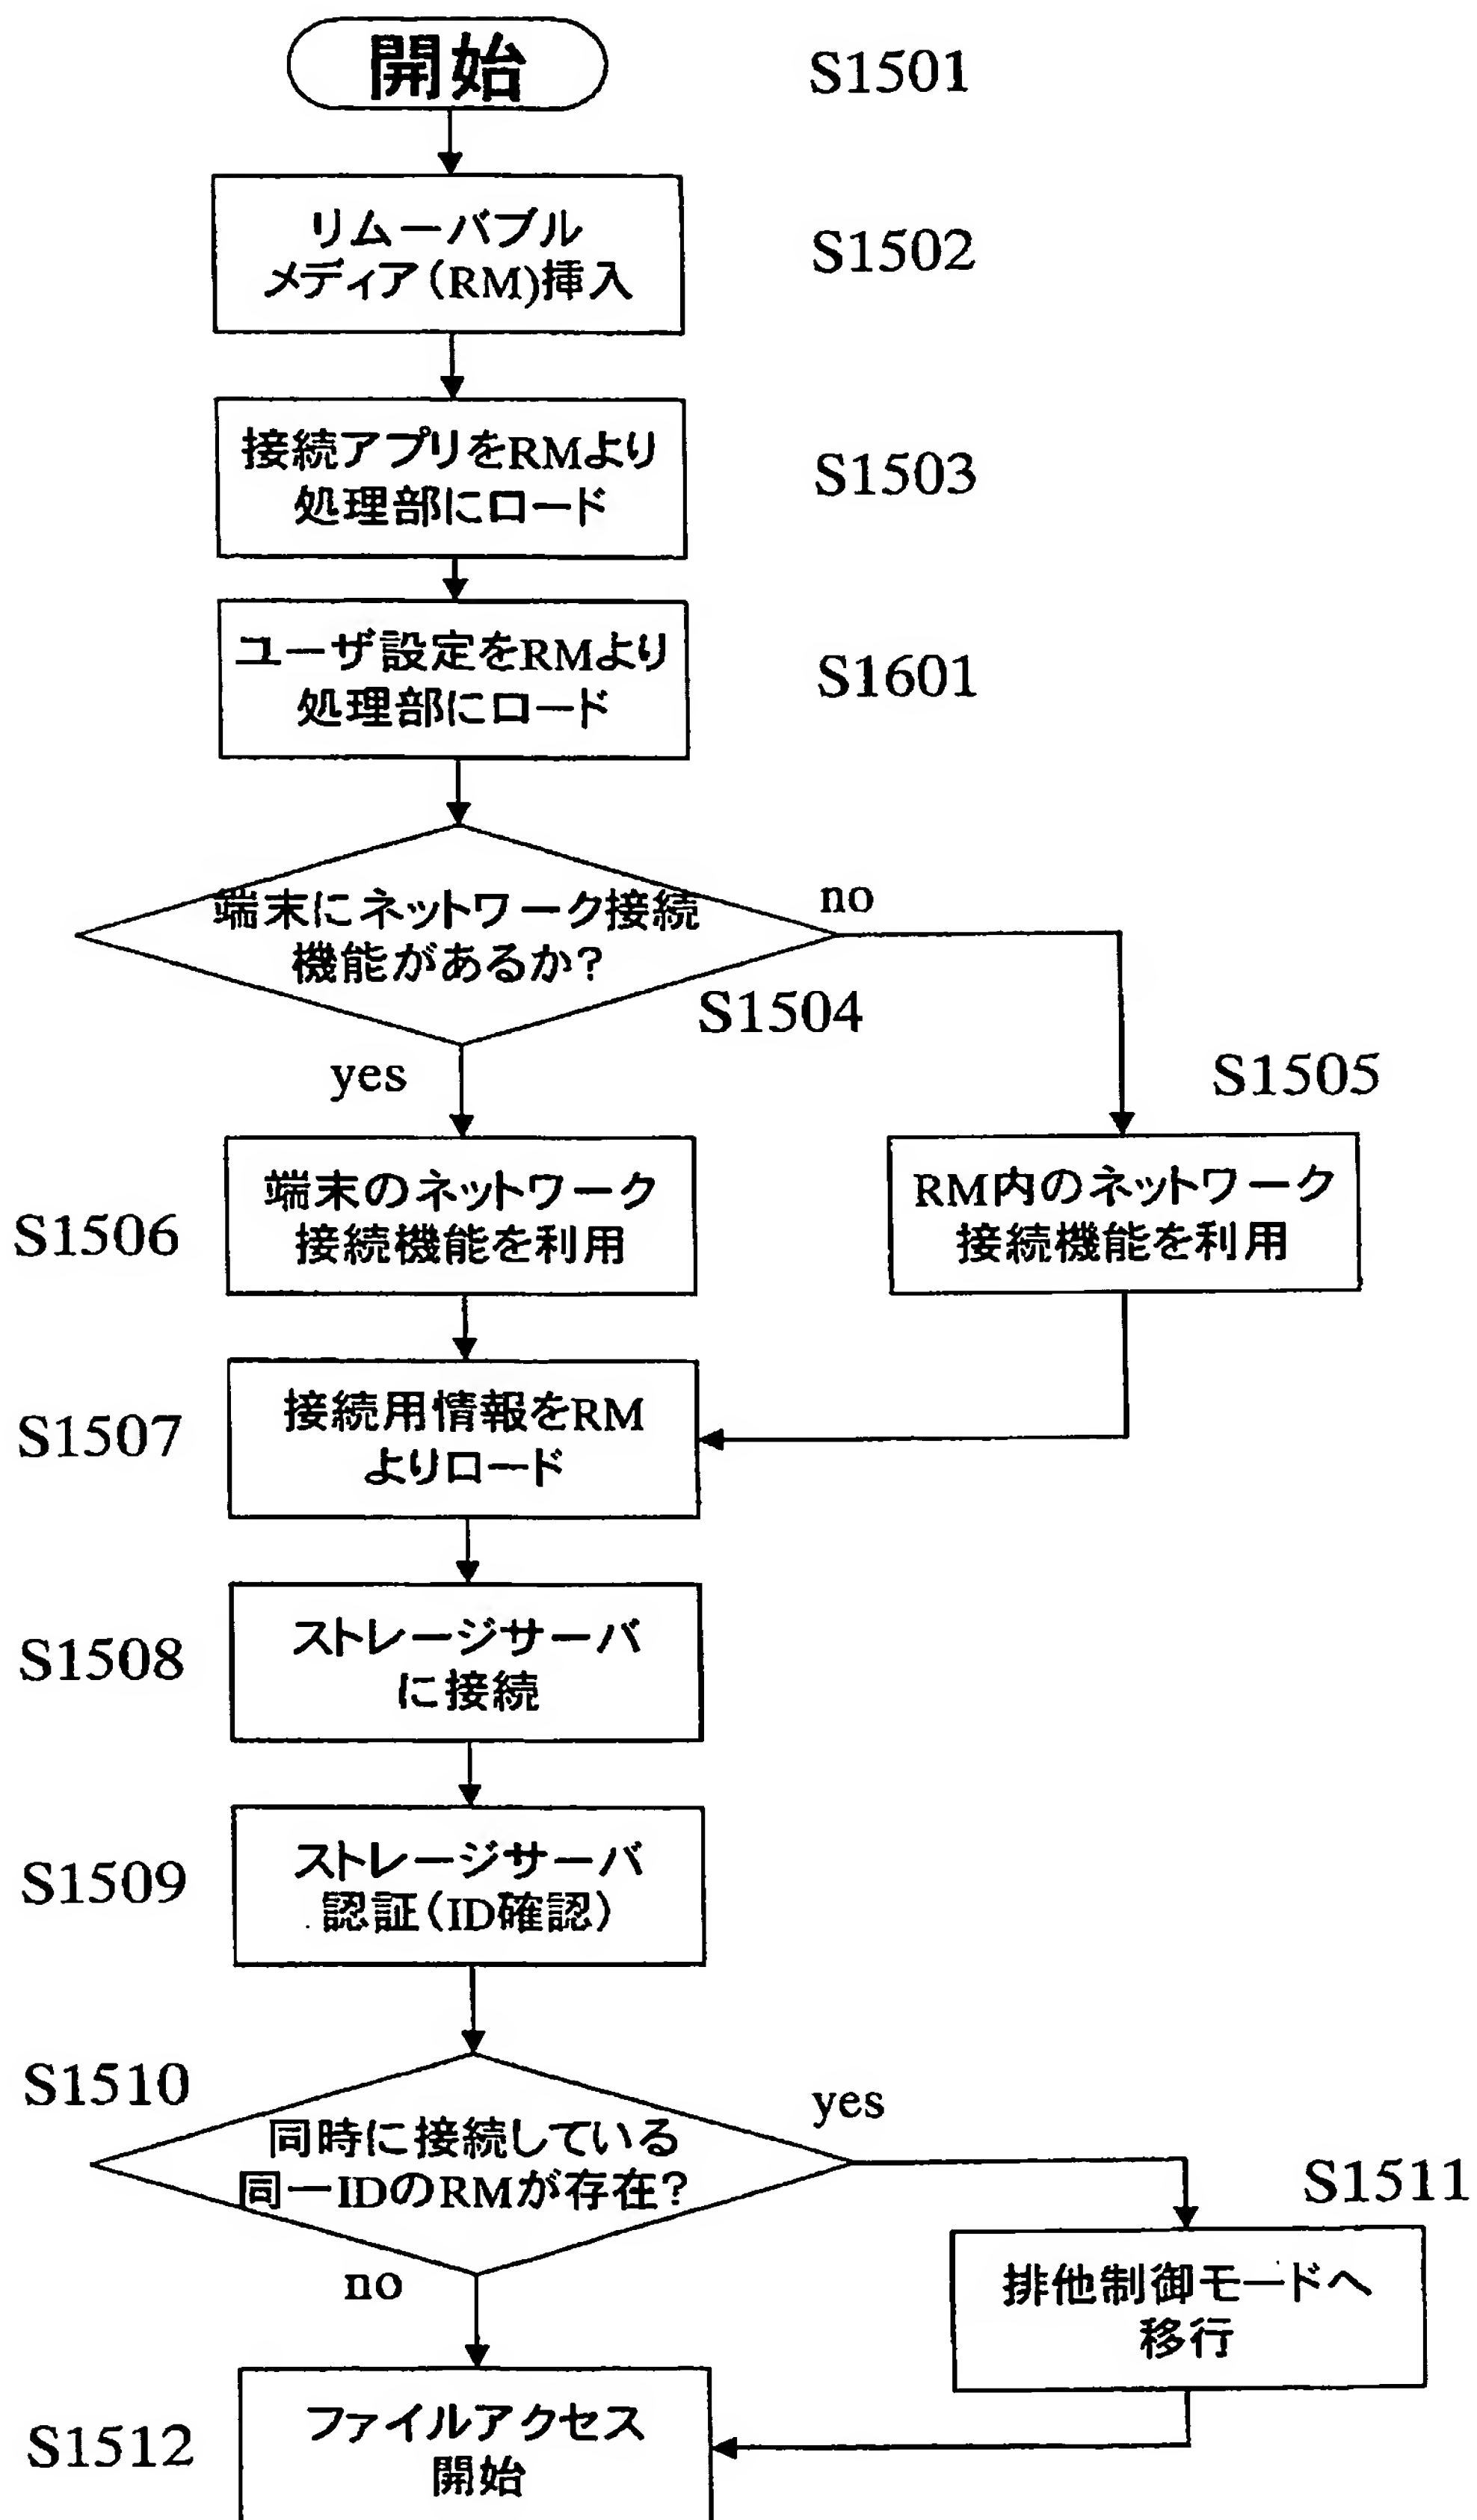 開始
S1501
リムーバブル
メディア(RM)挿入
S1502
接続アプリをRMより
処理部にロード
S1503
ユーザ設定をRMより
処理部にロード
S1601
端末にネットワーク接続
機能があるか?
no
S1504
yes
S1505
端末のネットワーク
接続機能を利用
S1506
RM内のネットワーク
接続機能を利用
接続用情報をRM
よりロード
S1507
ストレージサーバ
に接続
S1508
ストレージサーバ
認証(ID確認)
S1509
S1510
同時に接続している
同一IDのRMが存在?
yes
no
S1511
排他制御モードへ
移行
ファイルアクセス
開始
S1512